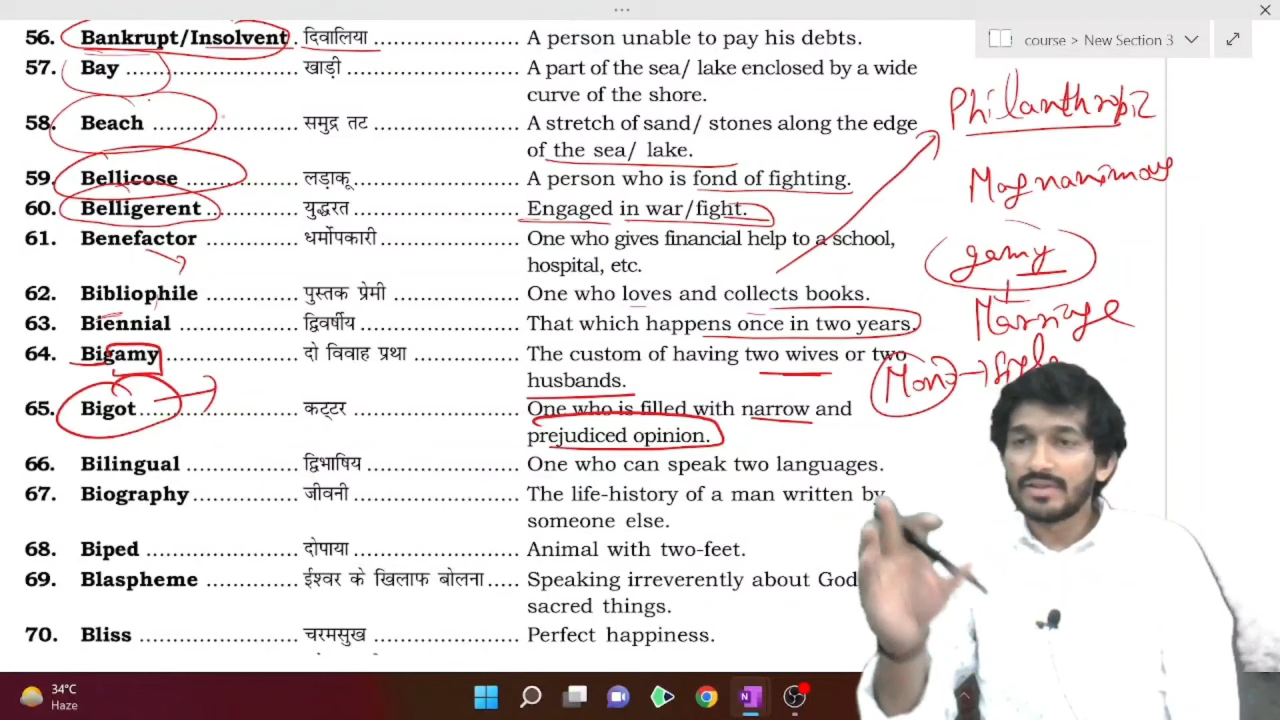 course > New Section 3
56. Bankrupt/Insolvent . दिवालिया ...................... A person unable to pay his debts.
57. Bay ...................... खाड़ी ......................... A part of the sea/ lake enclosed by a wide
curve of the shore.
58. Beach ................... समुद्र तट .................... A stretch of sand/ stones along the edge
of the sea/ lake.
59. Bellicose .............. लड़ाकू ........................ A person who is fond of fighting.
60. Belligerent ........... युद्धरत ....................... Engaged in war/fight.
61. Benefactor ............ धर्मोपकारी .................. One who gives financial help to a school,
hospital, etc.
62. Bibliophile ............ पुस्तक प्रेमी ................ One who loves and collects books.
63. Biennial ................ द्विवर्षीय ..................... That which happens once in two years.
64. Bigamy ................. दो विवाह प्रथा ............. The custom of having two wives or two
husbands.
65. Bigot ..................... कट्टर ......................... One who is filled with narrow and
prejudiced opinion.
66. Bilingual ............... द्विभाषिय .................... One who can speak two languages.
67. Biography .............. जीवनी ....................... The life-history of a man written by
someone else.
68. Biped .................... दोपाया ....................... Animal with two-feet.
69. Blaspheme ............. ईश्वर के खिलाफ बोलना ..... Speaking irreverently about God
sacred things.
70. Bliss ...................... चरमसुख .................... Perfect happiness.
Philanthropic
Magnanimous
gamy
Marriage
Mono →
34°C
Haze